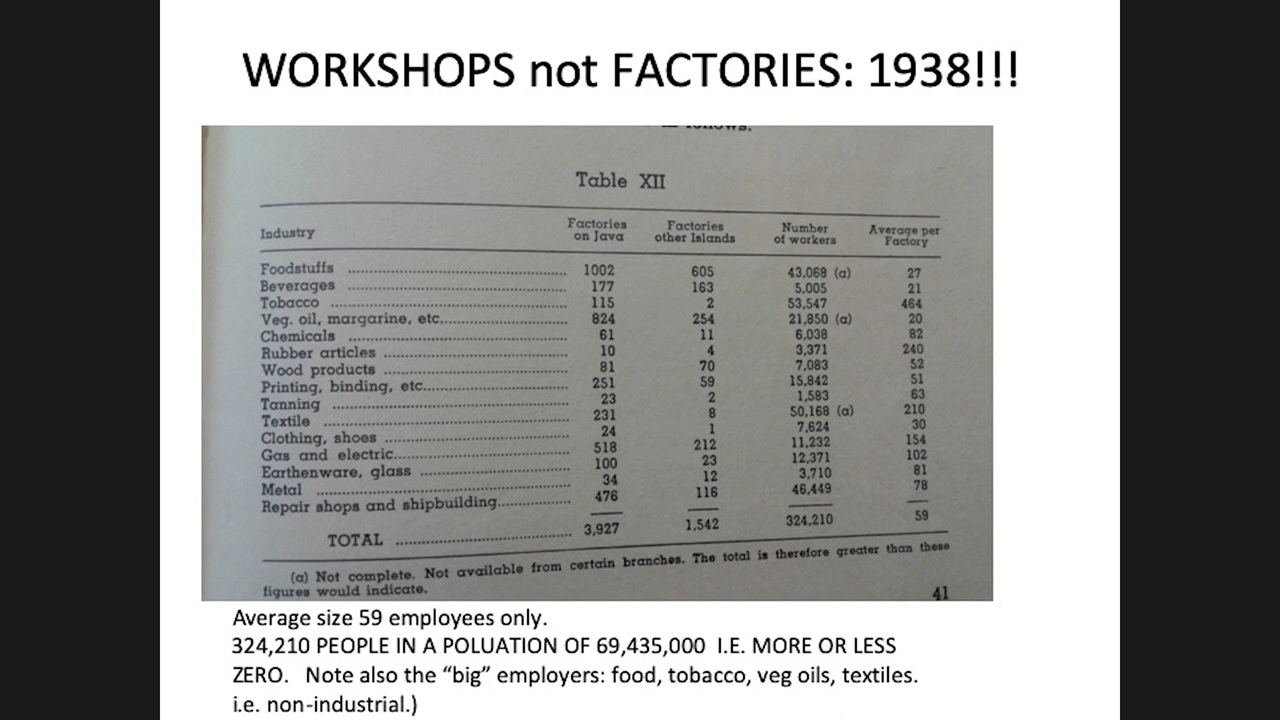 WORKSHOPS not FACTORIES: 1938!!!
follows.
Table XII
Industry Factories on Java Factories other Islands Number of workers Average per Factory
Foodstuffs 1002 605 43,068 (a) 27
Beverages 177 163 5,005 21
Tobacco 115 2 53,547 464
Veg. oil, margarine, etc. 824 254 21,850 (a) 20
Chemicals 61 11 6,038 82
Rubber articles 10 4 3,371 240
Wood products 81 70 7,083 52
Printing, binding, etc. 251 59 15,842 51
Tanning 23 2 1,583 63
Textile 231 8 50,168 (a) 210
Clothing, shoes 24 1 7,624 30
Gas and electric 518 212 11,232 154
Earthenware, glass 100 23 12,371 102
Metal 34 12 3,710 81
Repair shops and shipbuilding 476 116 46,449 78
TOTAL 3,927 1,542 324,210 59
(a) Not complete. Not available from certain branches. The total is therefore greater than these
figures would indicate.
41
Average size 59 employees only.
324,210 PEOPLE IN A POLUATION OF 69,435,000 I.E. MORE OR LESS
ZERO. Note also the “big” employers: food, tobacco, veg oils, textiles.
i.e. non-industrial.)